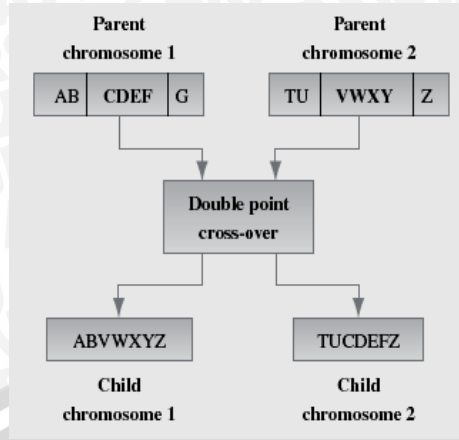 Parent
chromosome 1
Parent
chromosome 2
AB CDEF G
TU VWXY Z
Double point
cross-over
ABVWXYZ
TUCDEFZ
Child
chromosome 1
Child
chromosome 2